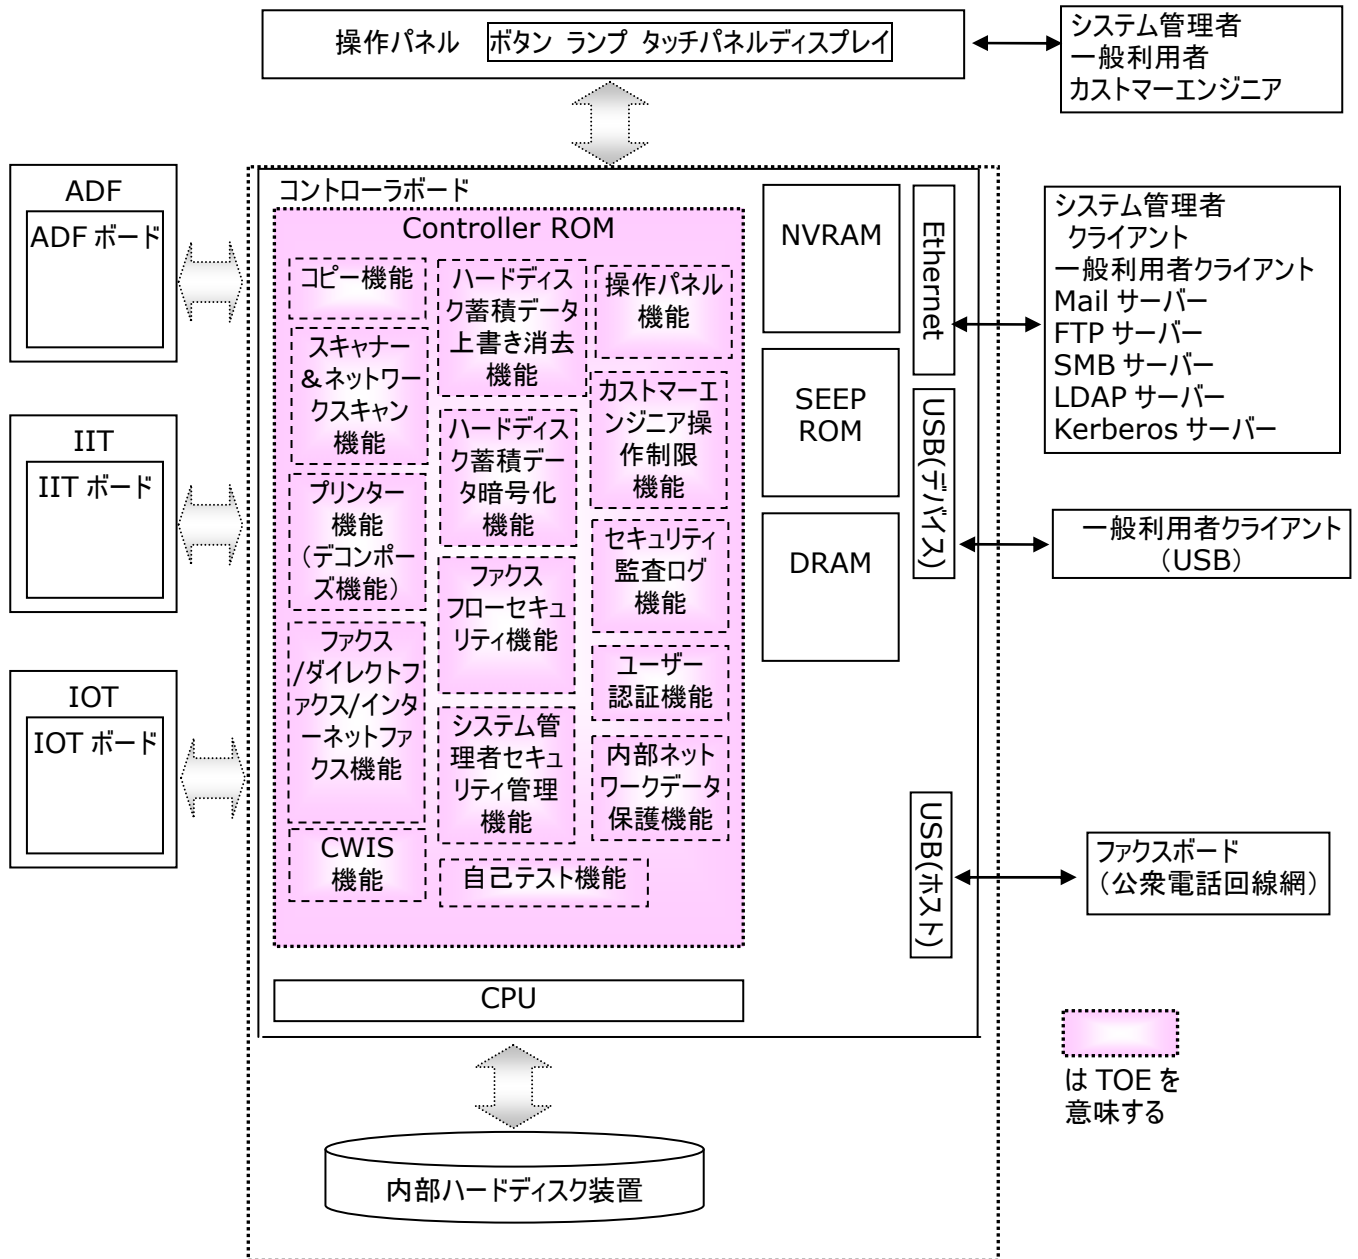 操作パネル ボタン ランプ タッチパネルディスプレイ
システム管理者
一般利用者
カストマーエンジニア
ADF
ADF ボード
IIT
IIT ボード
IOT
IOT ボード
コントローラボード
Controller ROM
コピー機能
スキャナー
＆ネットワー
クスキャン
機能
プリンター
機能
（デコンポー
ズ機能）
ファクス
/ダイレクトフ
ァクス/インタ
ーネットファ
クス機能
CWIS
機能
ハードディス
ク蓄積データ
上書き消去
機能
ハードディス
ク蓄積デー
タ暗号化
機能
ファクス
フローセキュ
リティ機能
システム管
理者セキュ
リティ管理
機能
自己テスト機能
操作パネル
機能
カストマーエ
ンジニア操
作制限
機能
セキュリティ
監査ログ
機能
ユーザー
認証機能
内部ネット
ワークデータ
保護機能
NVRAM
SEEP
ROM
DRAM
Ethernet
USB(デバイス)
USB(ホスト)
CPU
内部ハードディスク装置
システム管理者
クライアント
一般利用者クライアント
Mail サーバー
FTP サーバー
SMB サーバー
LDAP サーバー
Kerberos サーバー
一般利用者クライアント
（USB）
ファクスボード
（公衆電話回線網）
は TOE を
意味する